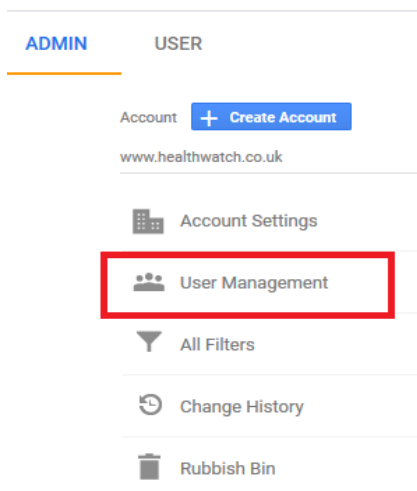 ADMIN USER
Account + Create Account
www.healthwatch.co.uk
Account Settings
User Management
All Filters
Change History
Rubbish Bin